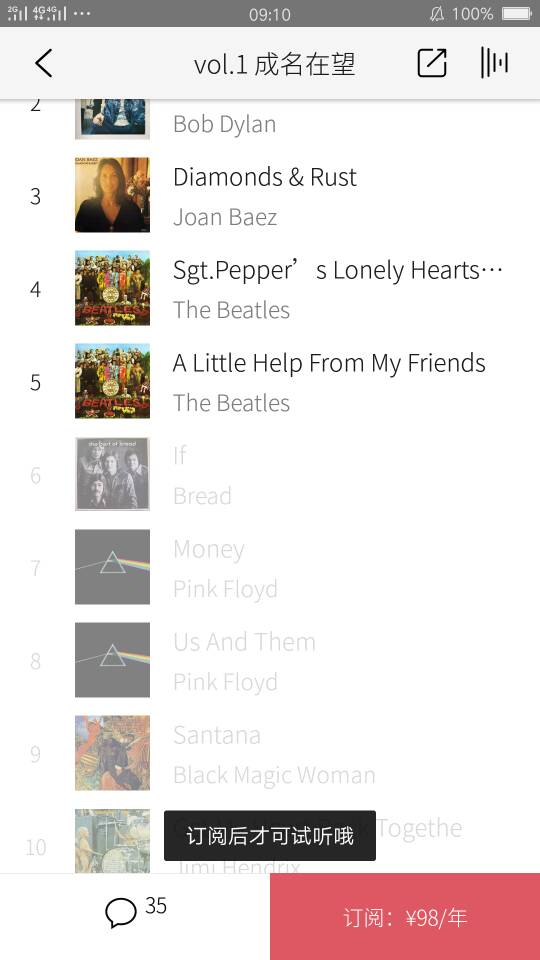 2G 4G 4G 09:10 100%
vol.1 成名在望
2
Bob Dylan
JOAN BAEZ
3
Diamonds & Rust
Joan Baez
4
Sgt.Pepper’s Lonely Hearts…
BEATLES
The Beatles
5
A Little Help From My Friends
BEATLES
The Beatles
the best of bread
6
If
Bread
7
Money
Pink Floyd
8
Us And Them
Pink Floyd
9
Santana
Black Magic Woman
10
Togethe
订阅后才可试听哦
Jimi Hendrix
35
订阅：¥98/年